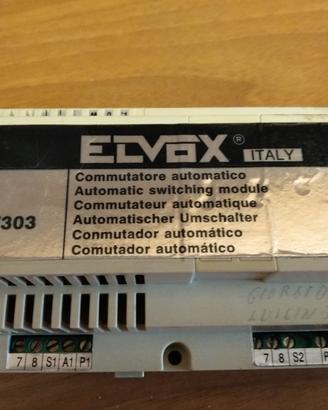 ELVOX ® ITALY
Commutatore automatico
Automatic switching module
Commutateur automatique
303 Automatischer Umschalter
Conmutador automático
Comutador automático
7 8 S1 A1 P1
7 8 S2 P